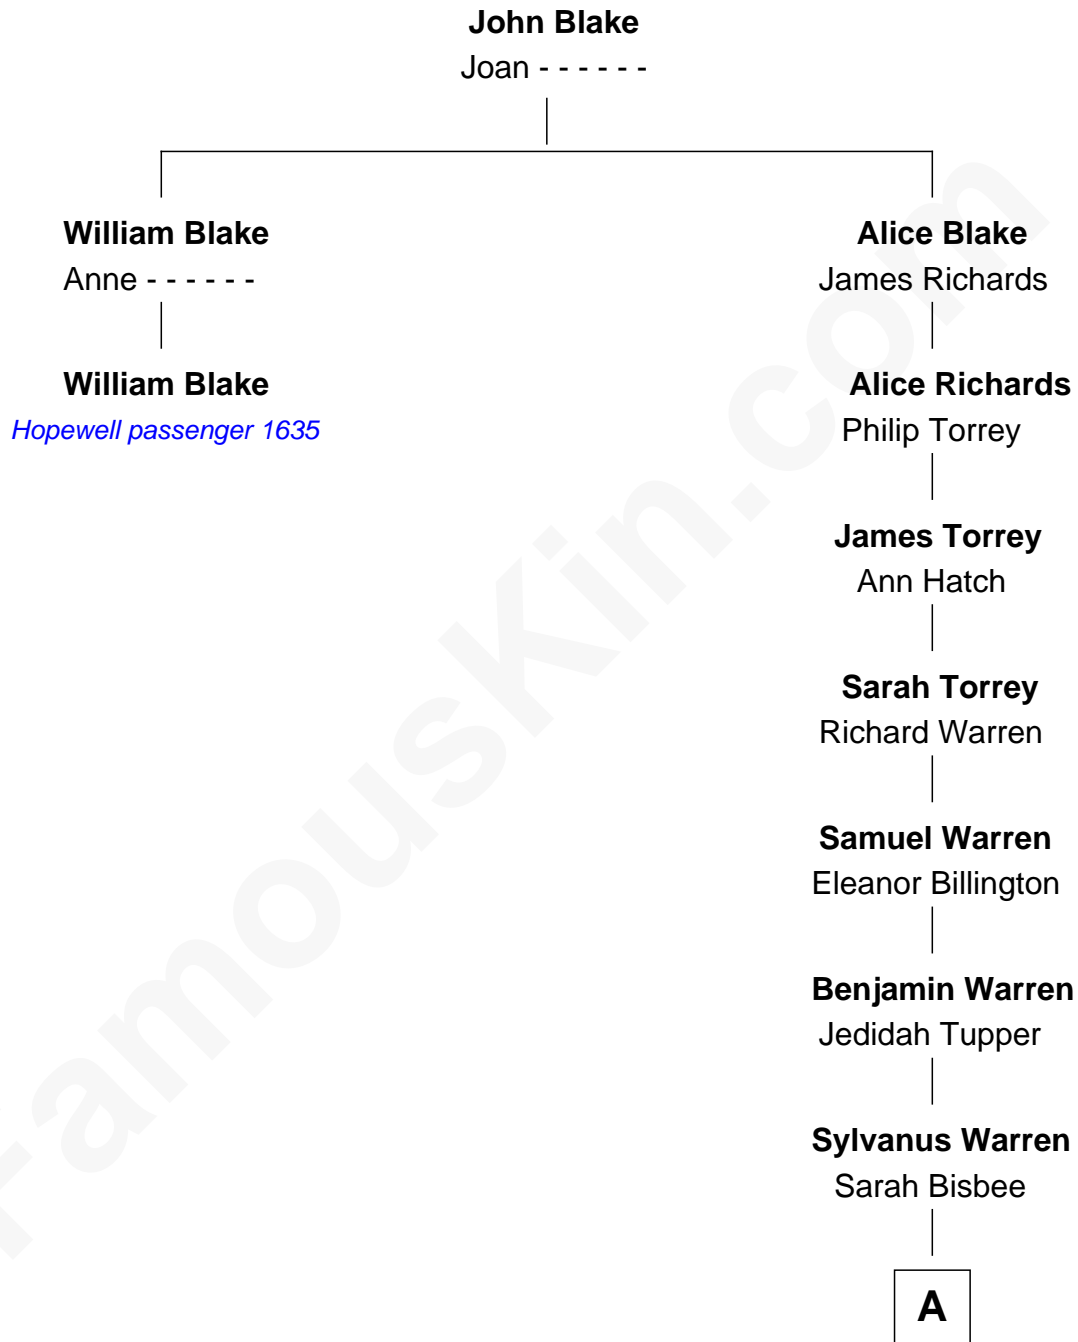 John Blake
Joan - - - - - -
William Blake
Anne - - - - - -
Alice Blake
James Richards
William Blake
Hopewell passenger 1635
Alice Richards
Philip Torrey
James Torrey
Ann Hatch
Sarah Torrey
Richard Warren
Samuel Warren
Eleanor Billington
Benjamin Warren
Jedidah Tupper
Sylvanus Warren
Sarah Bisbee
A
FamousKin.com